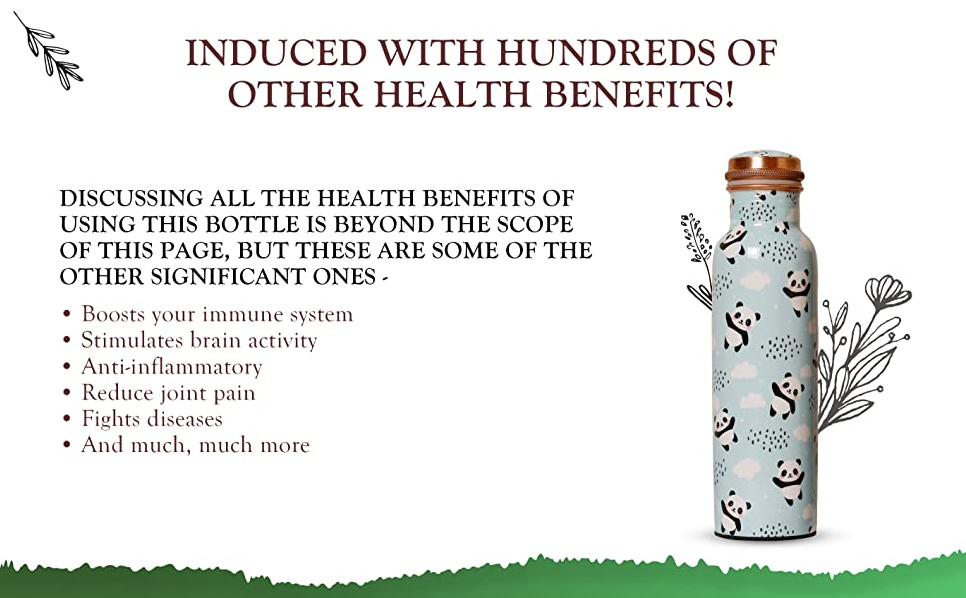 INDUCED WITH HUNDREDS OF
OTHER HEALTH BENEFITS!
DISCUSSING ALL THE HEALTH BENEFITS OF
USING THIS BOTTLE IS BEYOND THE SCOPE
OF THIS PAGE, BUT THESE ARE SOME OF THE
OTHER SIGNIFICANT ONES -
• Boosts your immune system
• Stimulates brain activity
• Anti-inflammatory
• Reduce joint pain
• Fights diseases
• And much, much more